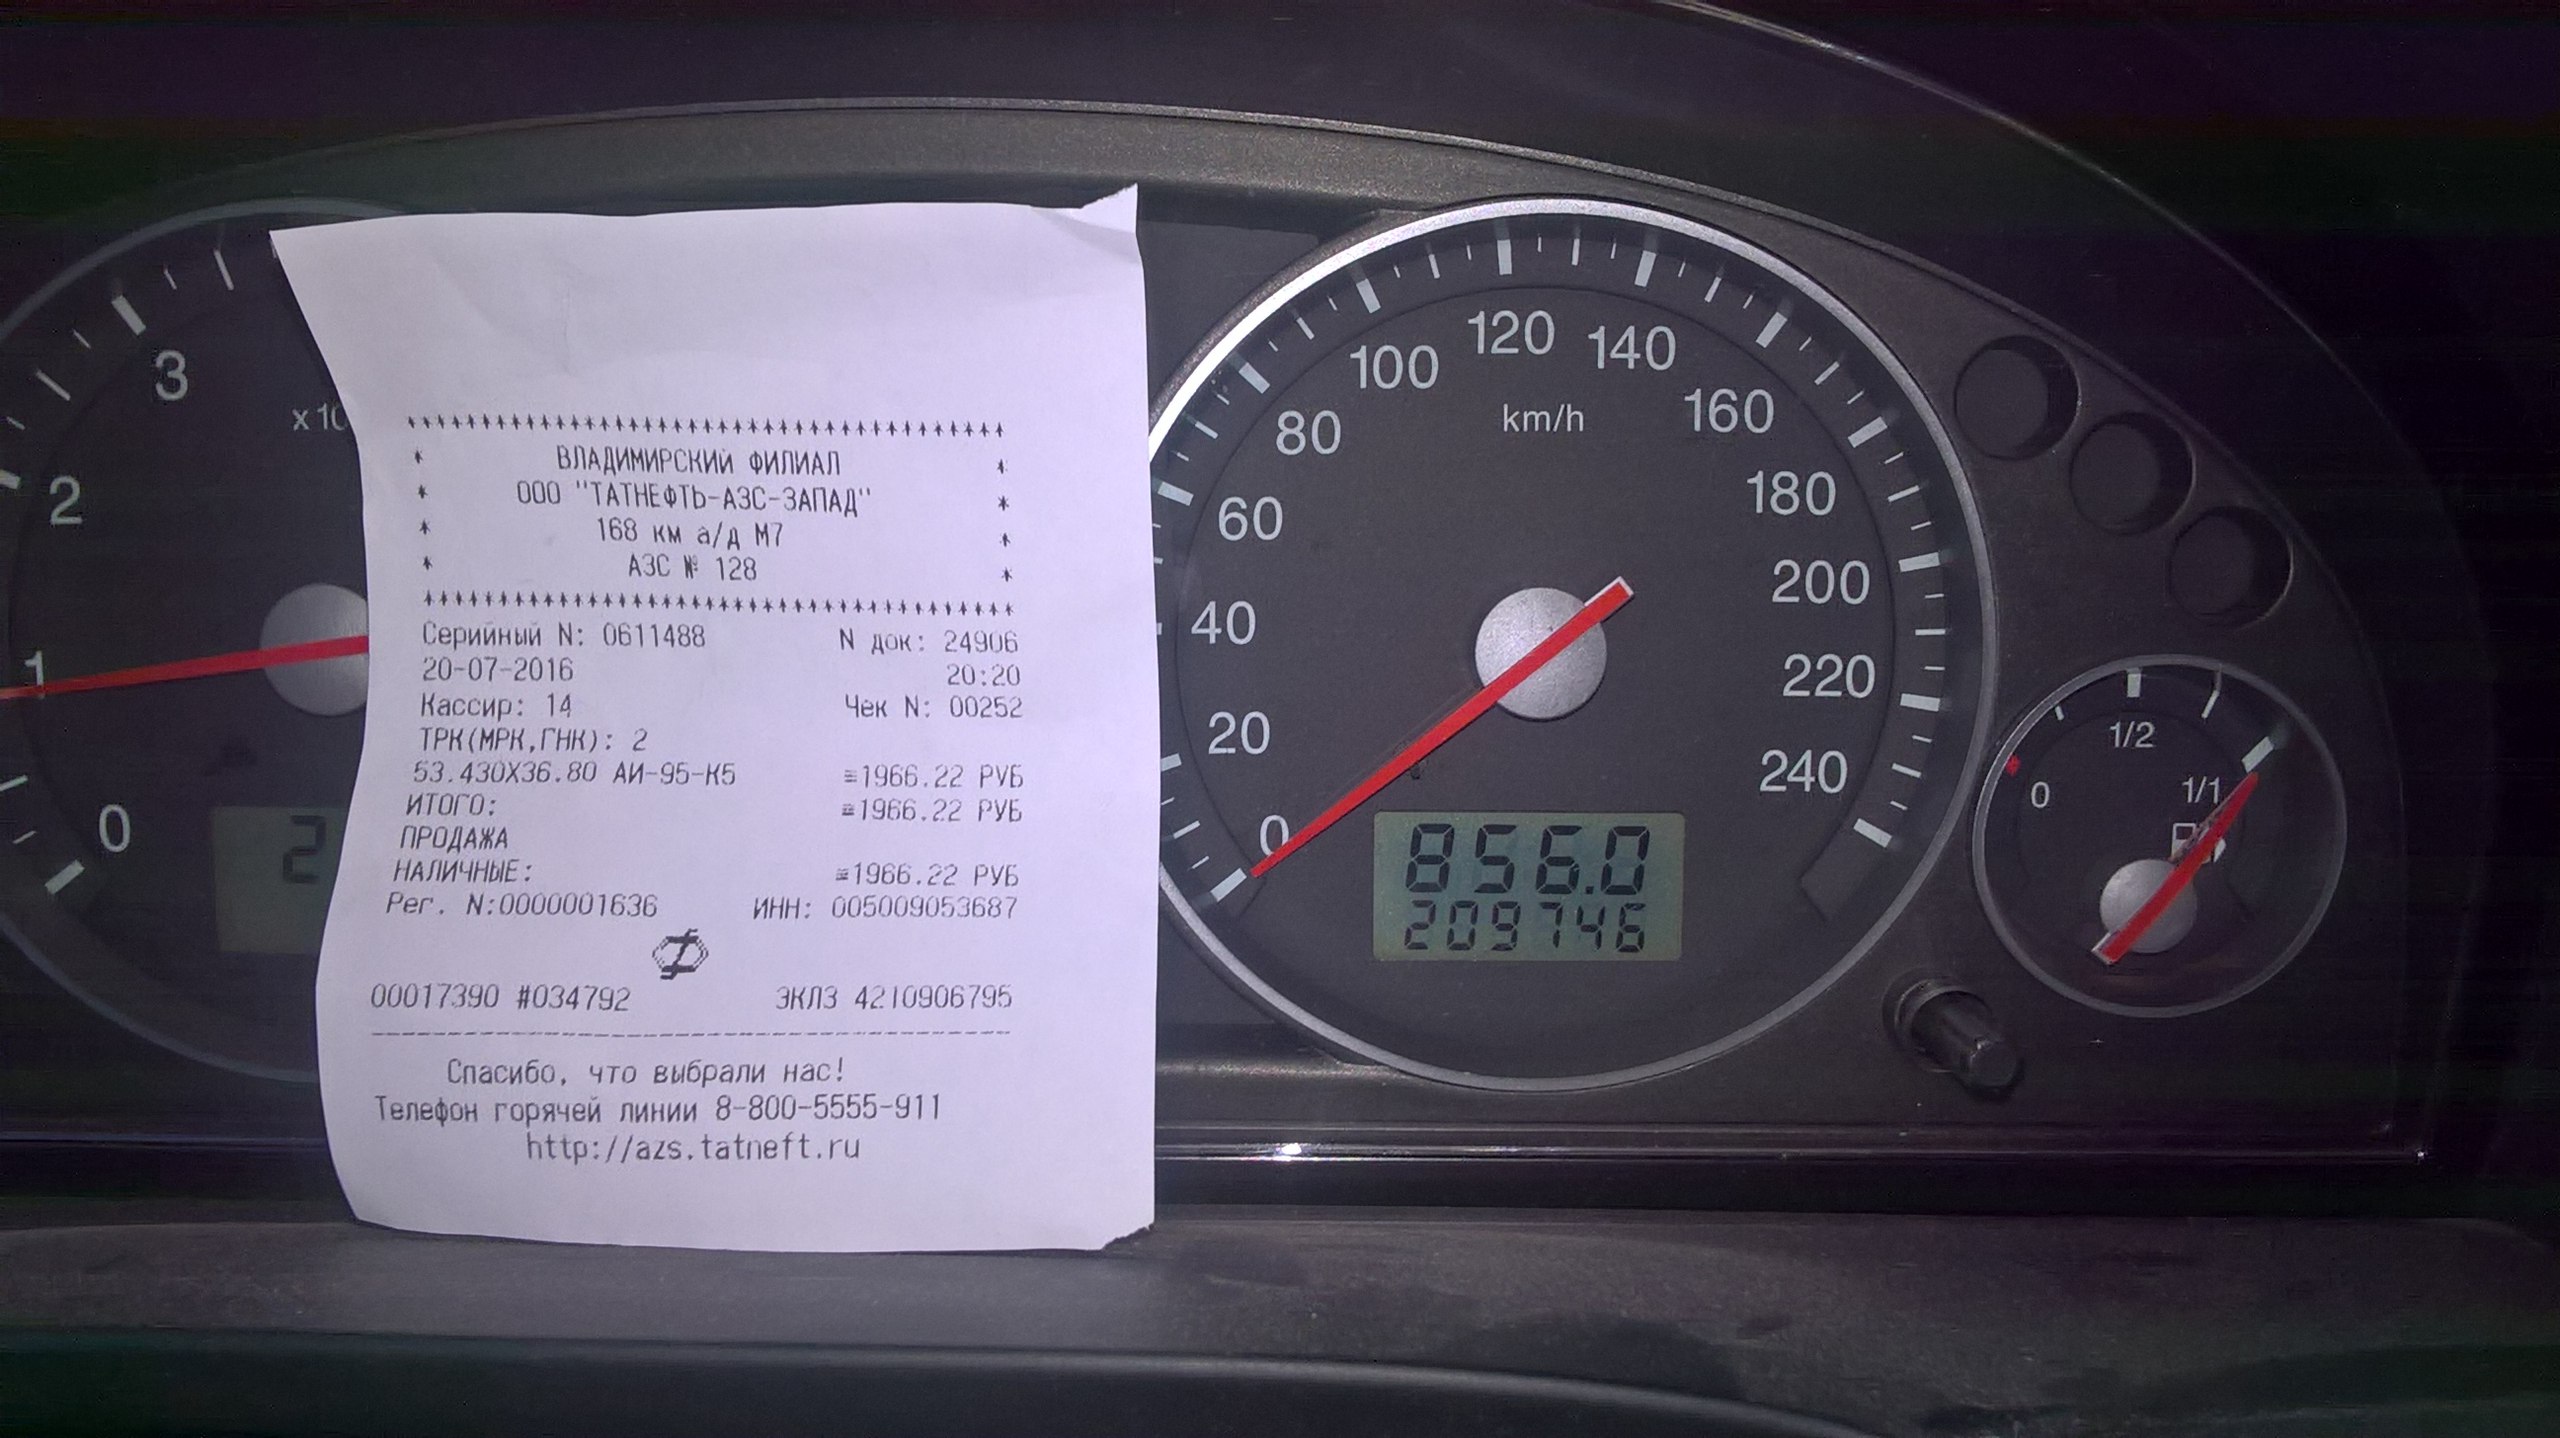 ****************************************
* ВЛАДИМИРСКИЙ ФИЛИАЛ *
* ООО "ТАТНЕФТЬ-АЗС-ЗАПАД" *
* 168 км а/д М7 *
* АЗС № 128 *
****************************************
Серийный N: 0611488 N док: 24906
20-07-2016 20:20
Кассир: 14 Чек N: 00252
ТРК(МРК,ГНК): 2
53.430X36.80 АИ-95-К5 ≡1966.22 РУБ
ИТОГО: ≡1966.22 РУБ
ПРОДАЖА
НАЛИЧНЫЕ: ≡1966.22 РУБ
Рег. N:0000001636 ИНН: 005009053687
00017390 #034792 ЭКЛЗ 4210906795
Спасибо, что выбрали нас!
Телефон горячей линии 8-800-5555-911
http://azs.tatneft.ru
0
1
2
3
x 10
2
0
20
40
60
80
100
120
140
160
180
200
220
240
km/h
856.0
209746
0
1/2
1/1